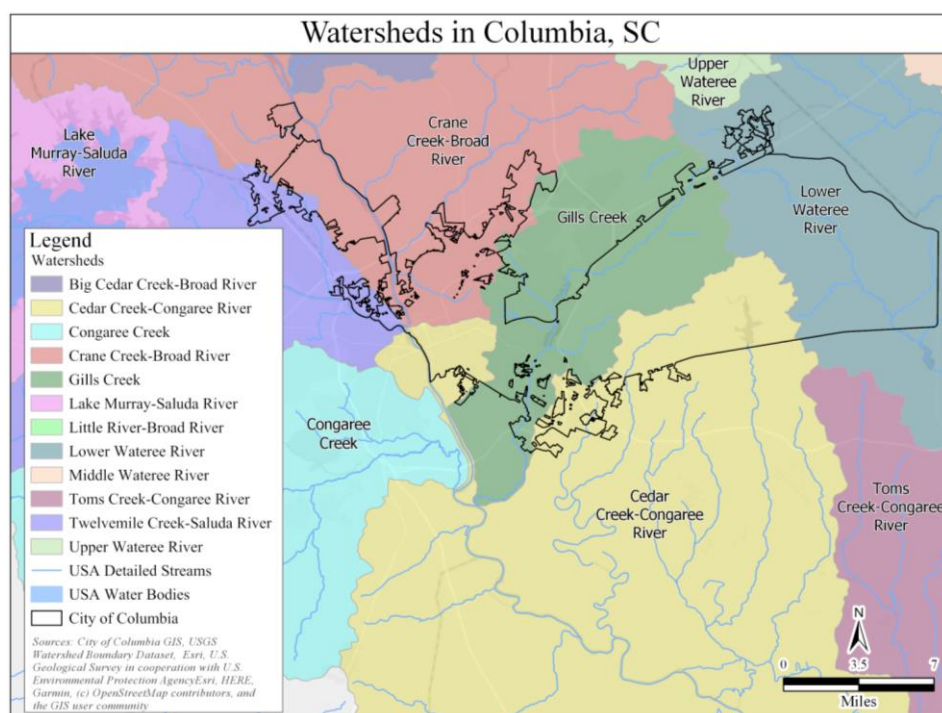 Watersheds in Columbia, SC
Upper
Wateree
River
Lake
Murray-Saluda
River
Crane
Creek-Broad
River
Gills Creek
Lower
Wateree
River
Legend
Watersheds
Big Cedar Creek-Broad River
Cedar Creek-Congaree River
Congaree Creek
Crane Creek-Broad River
Gills Creek
Lake Murray-Saluda River
Little River-Broad River
Lower Wateree River
Middle Wateree River
Toms Creek-Congaree River
Twelvemile Creek-Saluda River
Upper Wateree River
USA Detailed Streams
USA Water Bodies
City of Columbia
Sources: City of Columbia GIS, USGS
Watershed Boundary Dataset, Esri, U.S.
Geological Survey in cooperation with U.S.
Environmental Protection AgencyEsri, HERE,
Garmin, (c) OpenStreetMap contributors, and
the GIS user community
Congaree
Creek
Cedar
Creek-Congaree
River
Toms
Creek-Congaree
River
N
0 3.5 7
Miles